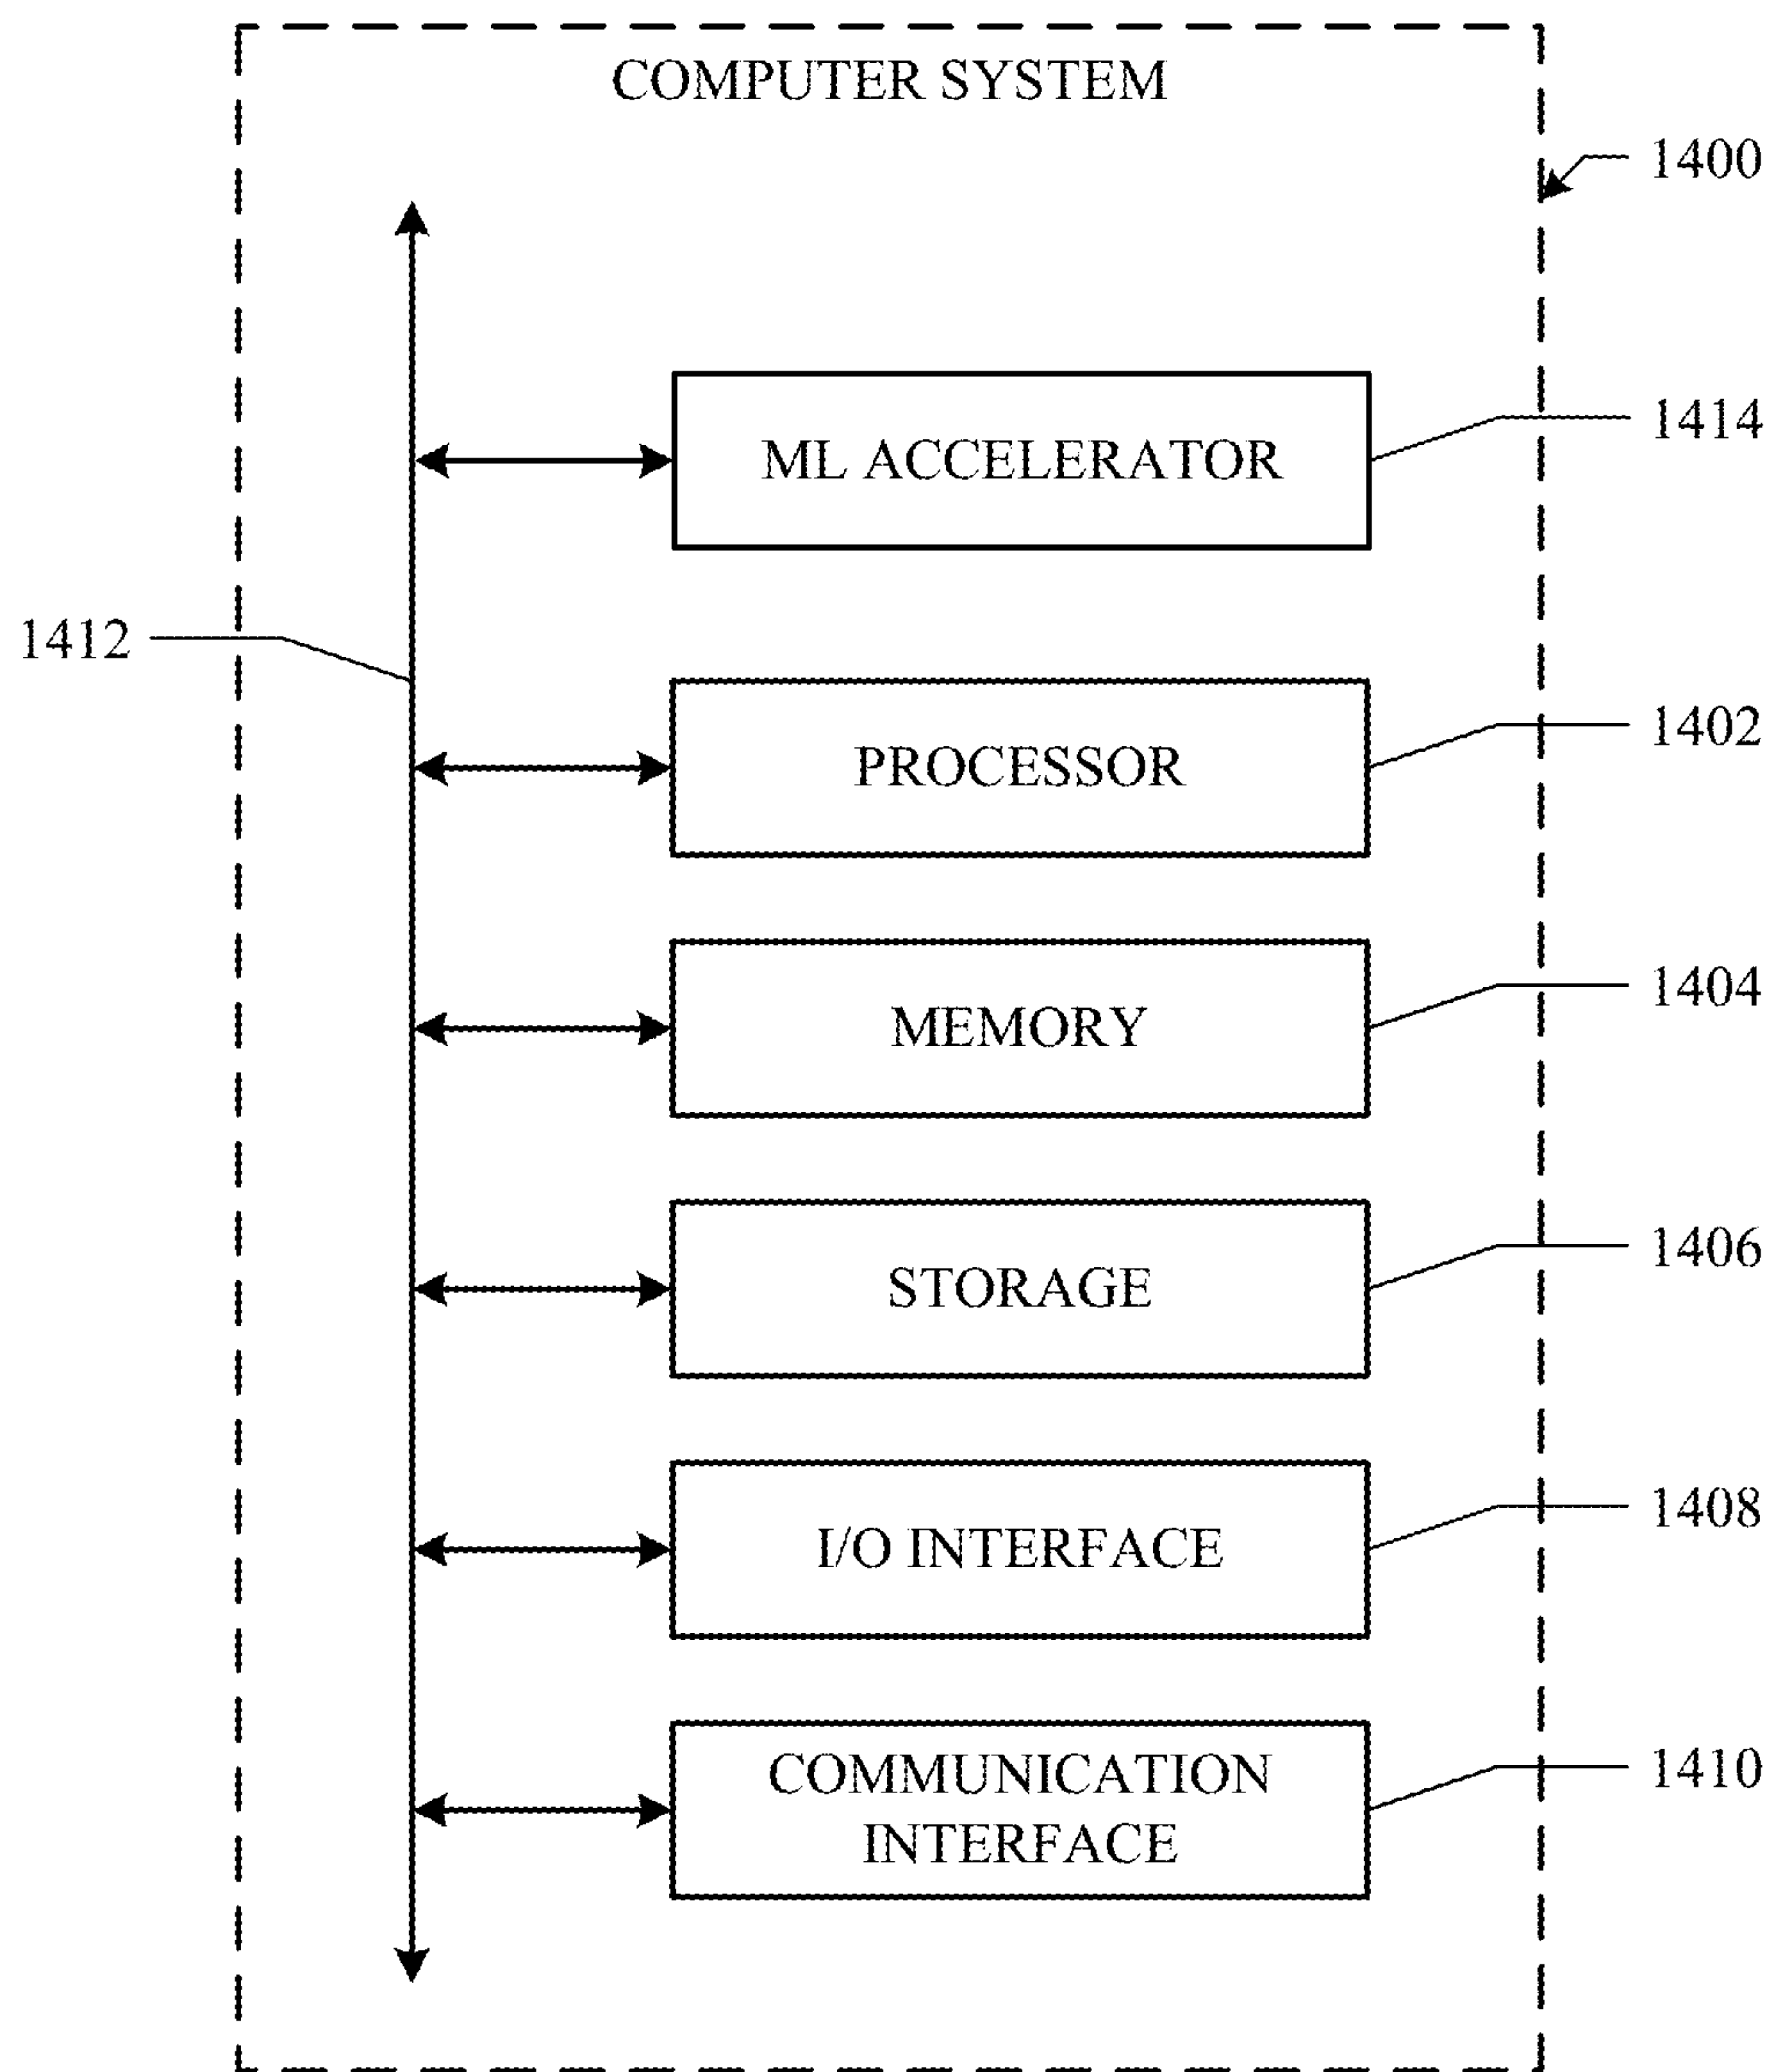 COMPUTER SYSTEM
1400
ML ACCELERATOR
1414
1412
PROCESSOR
1402
MEMORY
1404
STORAGE
1406
I/O INTERFACE
1408
COMMUNICATION
INTERFACE
1410